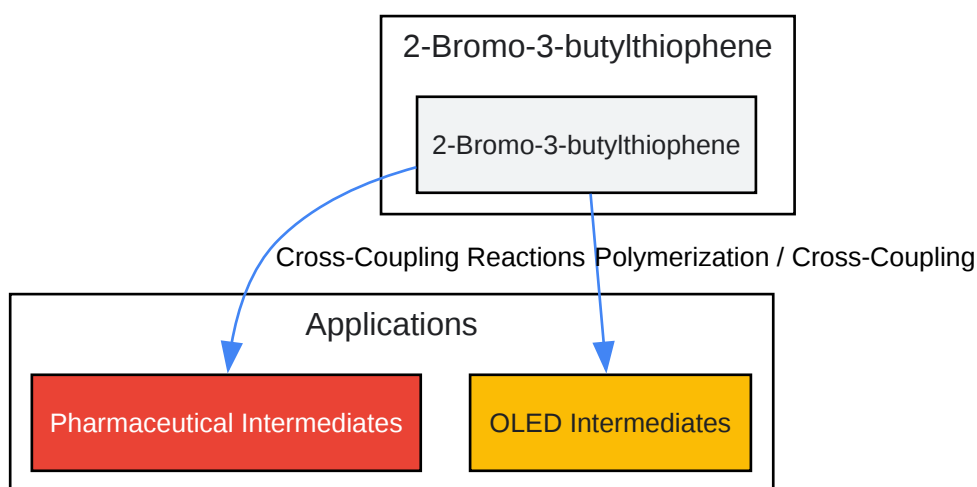 2-Bromo-3-butylthiophene
2-Bromo-3-butylthiophene
Cross-Coupling Reactions
Polymerization / Cross-Coupling
Applications
Pharmaceutical Intermediates
OLED Intermediates